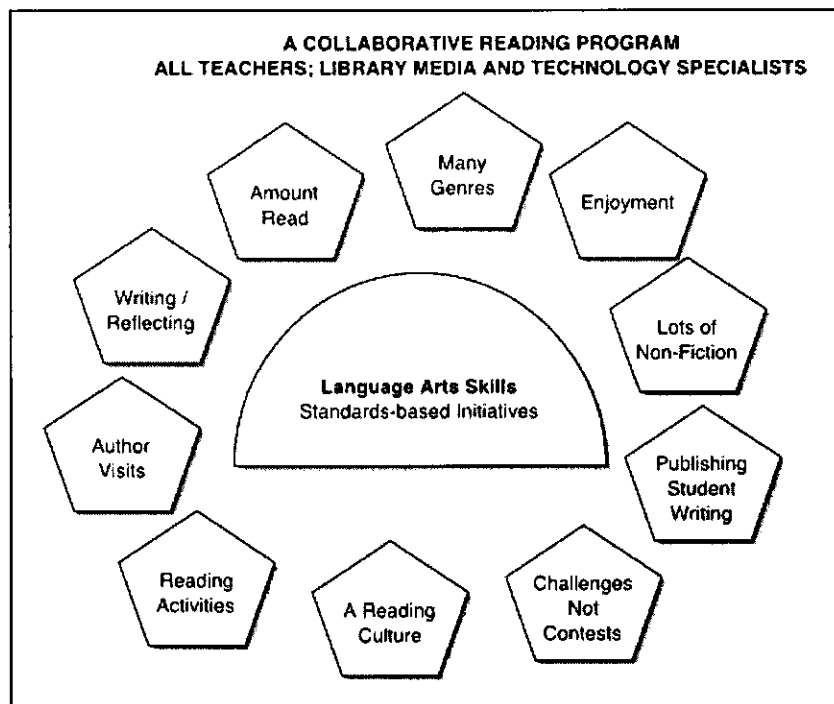 A COLLABORATIVE READING PROGRAM
ALL TEACHERS; LIBRARY MEDIA AND TECHNOLOGY SPECIALISTS
Many
Genres
Amount
Read
Enjoyment
Writing /
Reflecting
Lots of
Non-Fiction
Language Arts Skills
Standards-based Initiatives
Author
Visits
Publishing
Student
Writing
Reading
Activities
A Reading
Culture
Challenges
Not
Contests